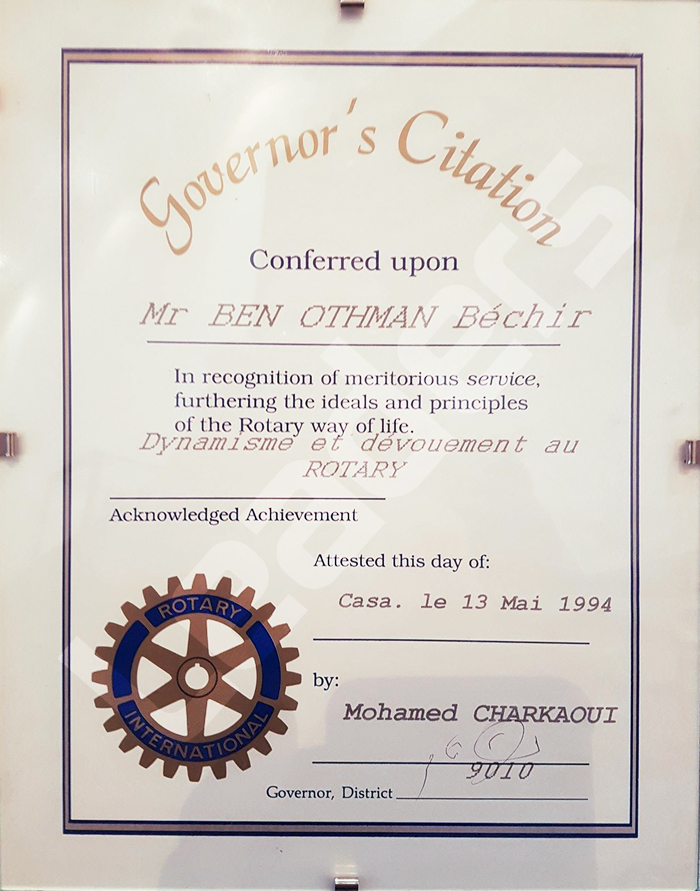 Governor's Citation
Conferred upon
Mr BEN OTHMAN Béchir
In recognition of meritorious service,
furthering the ideals and principles
of the Rotary way of life.
Dynamisme et dévouement au
ROTARY
Acknowledged Achievement
Attested this day of:
Casa. le 13 Mai 1994
by:
Mohamed CHARKAOUI
9010
Governor, District
ROTARY
INTERNATIONAL
Leaders